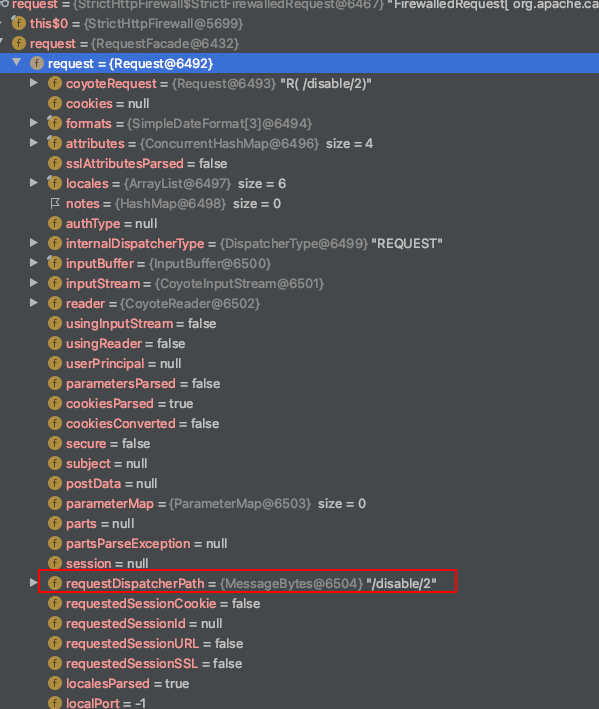 request = {StrictHttpFirewall$StrictFirewalledRequest@6467} "FirewalledRequest[ org.apache.ca
this$0 = {StrictHttpFirewall@5699}
request = {RequestFacade@6432}
f request = {Request@6492}
f coyoteRequest = {Request@6493} "R( /disable/2)"
f cookies = null
f formats = {SimpleDateFormat[3]@6494}
f attributes = {ConcurrentHashMap@6496} size = 4
f sslAttributesParsed = false
f locales = {ArrayList@6497} size = 6
notes = {HashMap@6498} size = 0
f authType = null
f internalDispatcherType = {DispatcherType@6499} "REQUEST"
f inputBuffer = {InputBuffer@6500}
f inputStream = {CoyoteInputStream@6501}
f reader = {CoyoteReader@6502}
f usingInputStream = false
f usingReader = false
f userPrincipal = null
f parametersParsed = false
f cookiesParsed = true
f cookiesConverted = false
f secure = false
f subject = null
f postData = null
f parameterMap = {ParameterMap@6503} size = 0
f parts = null
f partsParseException = null
f session = null
f requestDispatcherPath = {MessageBytes@6504} "/disable/2"
f requestedSessionCookie = false
f requestedSessionId = null
f requestedSessionURL = false
f requestedSessionSSL = false
f localesParsed = true
f localPort = -1